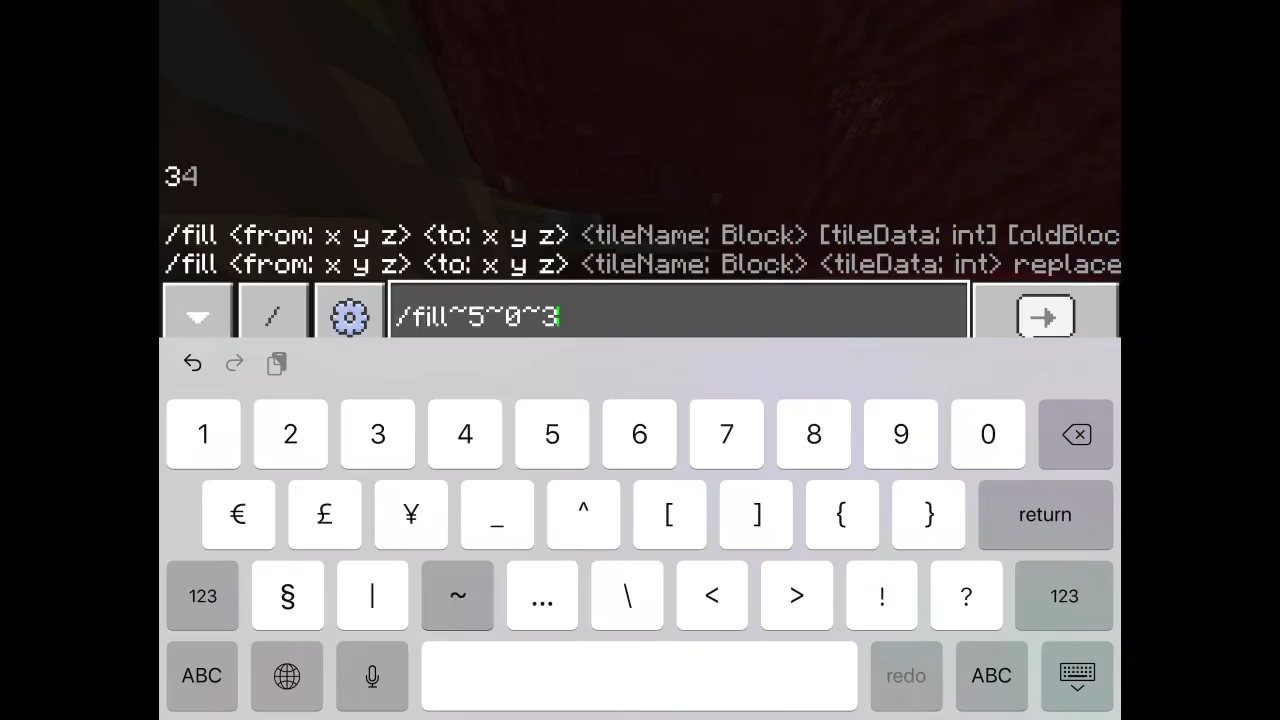 34
/fill <from: x y z> <to: x y z> <tileName: Block> [tileData: int] [oldBloc
/fill <from: x y z> <to: x y z> <tileName: Block> <tileData: int> replace
/ /fill~5~0~3
1 2 3 4 5 6 7 8 9 0
€ £ ¥ _ ^ [ ] { } return
123 § | ~ ... \ < > ! ? 123
ABC redo ABC